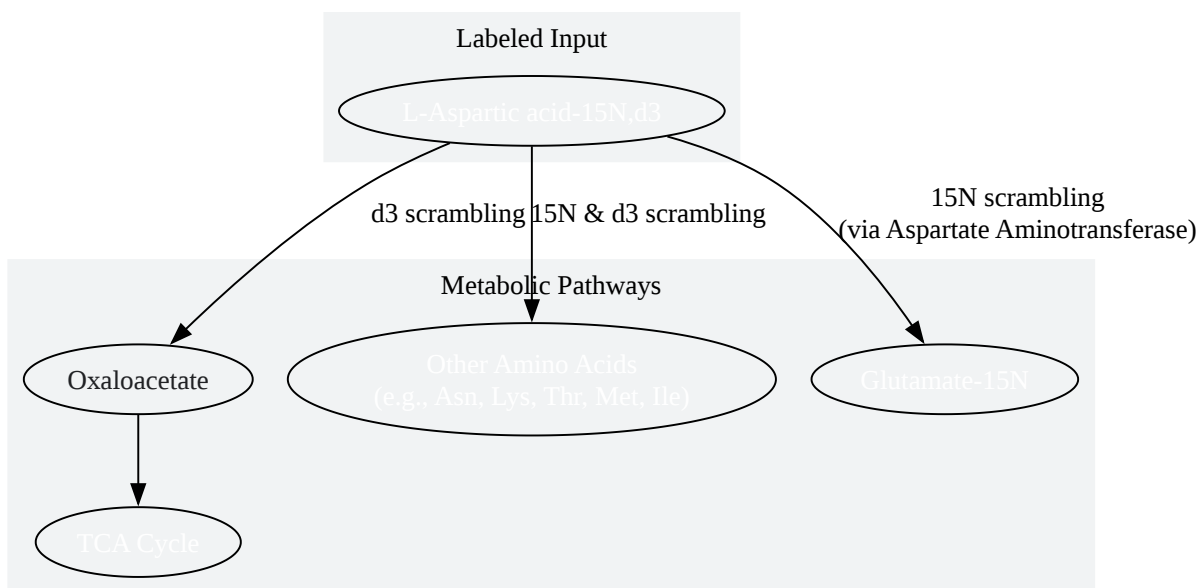 Labeled Input
L-Aspartic acid-15N,d3
d3 scrambling
15N & d3 scrambling
15N scrambling
(via Aspartate Aminotransferase)
Metabolic Pathways
Oxaloacetate
Other Amino Acids
(e.g., Asn, Lys, Thr, Met, Ile)
Glutamate-15N
TCA Cycle